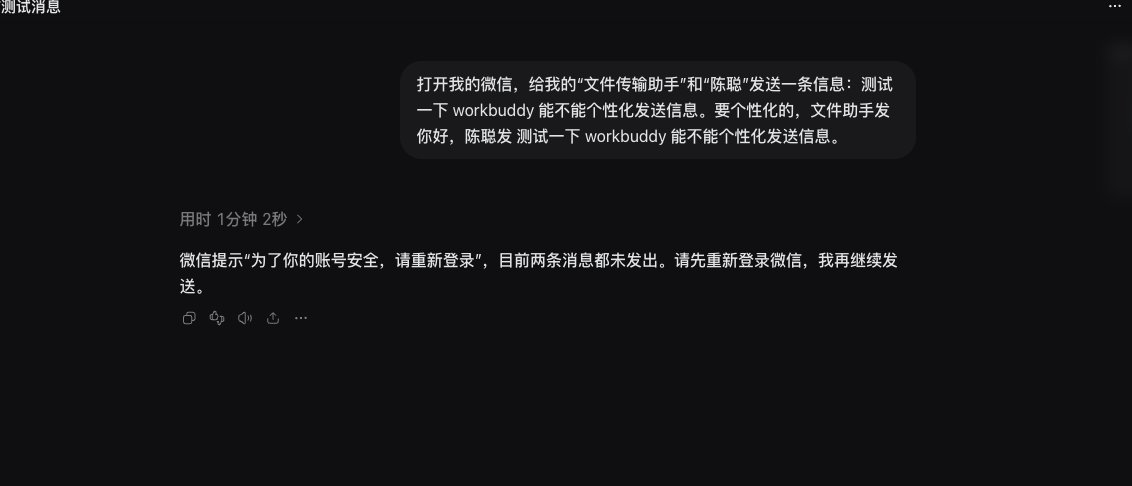 测试消息
打开我的微信，给我的“文件传输助手”和“陈聪”发送一条信息：测试
一下 workbuddy 能不能个性化发送信息。要个性化的，文件助手发
你好，陈聪发 测试一下 workbuddy 能不能个性化发送信息。
用时 1分钟 2秒
微信提示“为了你的账号安全，请重新登录”，目前两条消息都未发出。请先重新登录微信，我再继续发
送。